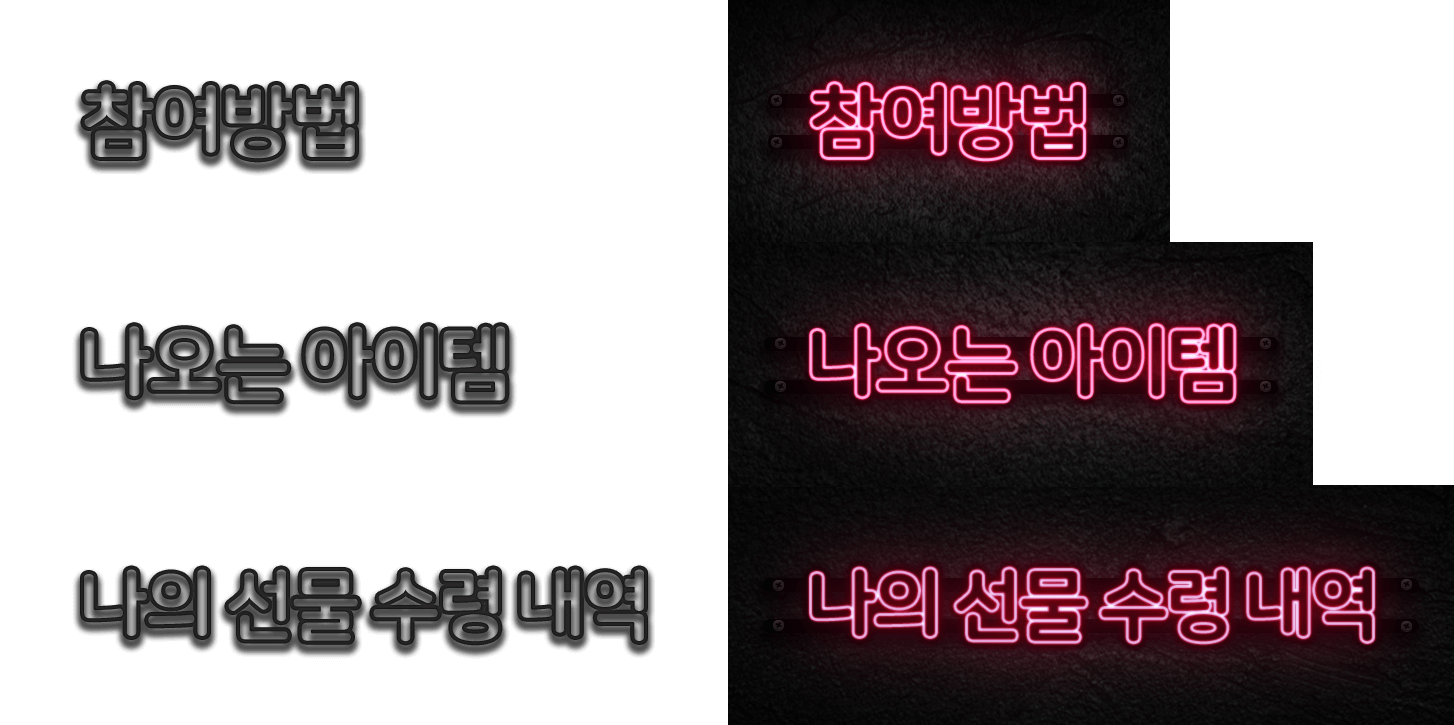 참여방법 참여방법
나오는 아이템 나오는 아이템
나의 선물 수령 내역 나의 선물 수령 내역